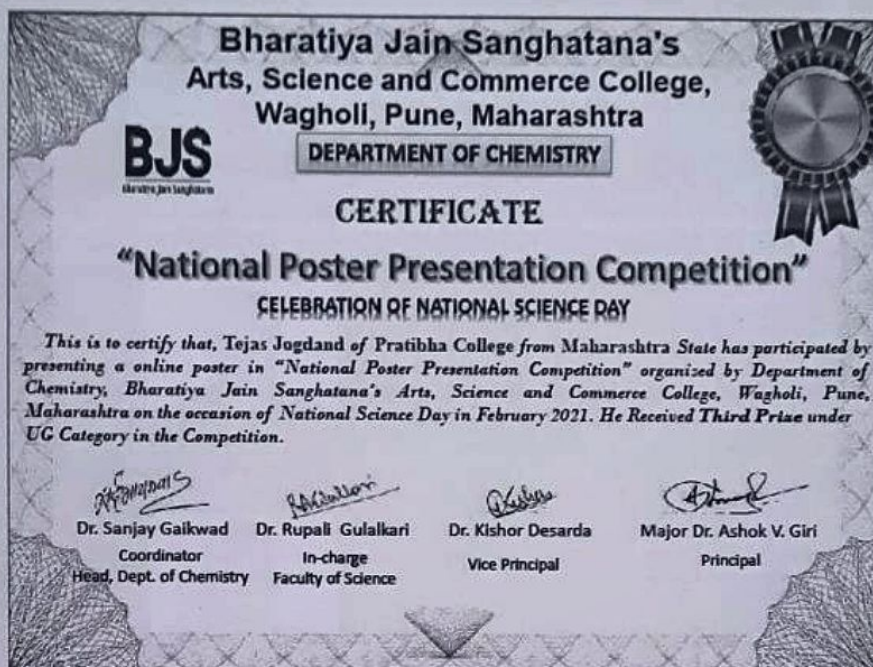 Bharatiya Jain Sanghatana's
Arts, Science and Commerce College,
Wagholi, Pune, Maharashtra
BJS
Bharatiya Jain Sanghatana
DEPARTMENT OF CHEMISTRY
CERTIFICATE
“National Poster Presentation Competition”
CELEBRATION OF NATIONAL SCIENCE DAY
This is to certify that, Tejas Jogdand of Pratibha College from Maharashtra State has participated by
presenting a online poster in “National Poster Presentation Competition” organized by Department of
Chemistry, Bharatiya Jain Sanghatana's Arts, Science and Commerce College, Wagholi, Pune,
Maharashtra on the occasion of National Science Day in February 2021. He Received Third Prize under
UG Category in the Competition.
Dr. Sanjay Gaikwad Dr. Rupali Gulalkari Dr. Kishor Desarda Major Dr. Ashok V. Giri
Coordinator In-charge Vice Principal Principal
Head, Dept. of Chemistry Faculty of Science